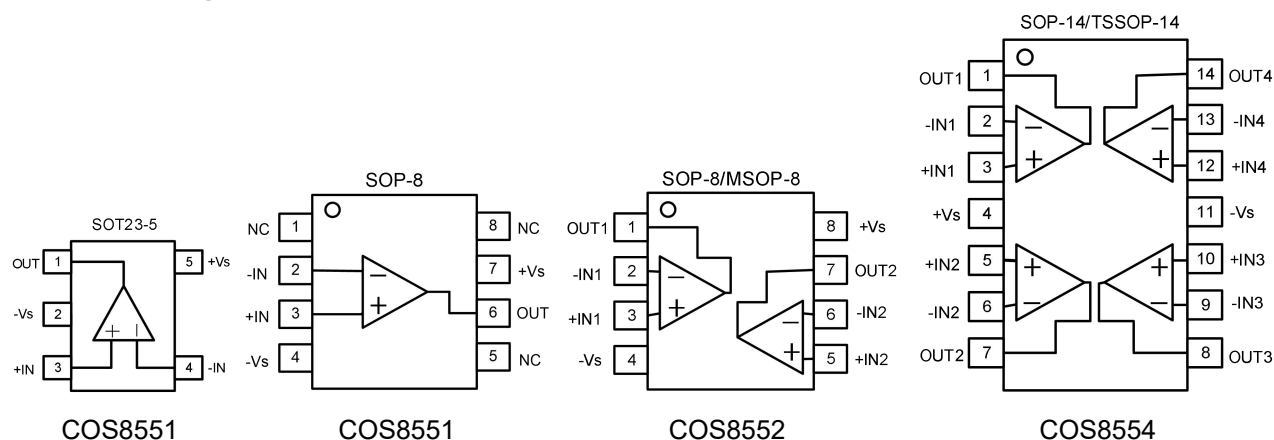 SOT23-5
OUT 1 5 +Vs
-Vs 2
+IN 3 4 -IN
COS8551
SOP-8
NC 1 8 NC
-IN 2 7 +Vs
+IN 3 6 OUT
-Vs 4 5 NC
COS8551
SOP-8/MSOP-8
OUT1 1 8 +Vs
-IN1 2 7 OUT2
+IN1 3 6 -IN2
-Vs 4 5 +IN2
COS8552
SOP-14/TSSOP-14
OUT1 1 14 OUT4
-IN1 2 13 -IN4
+IN1 3 12 +IN4
+Vs 4 11 -Vs
+IN2 5 10 +IN3
-IN2 6 9 -IN3
OUT2 7 8 OUT3
COS8554